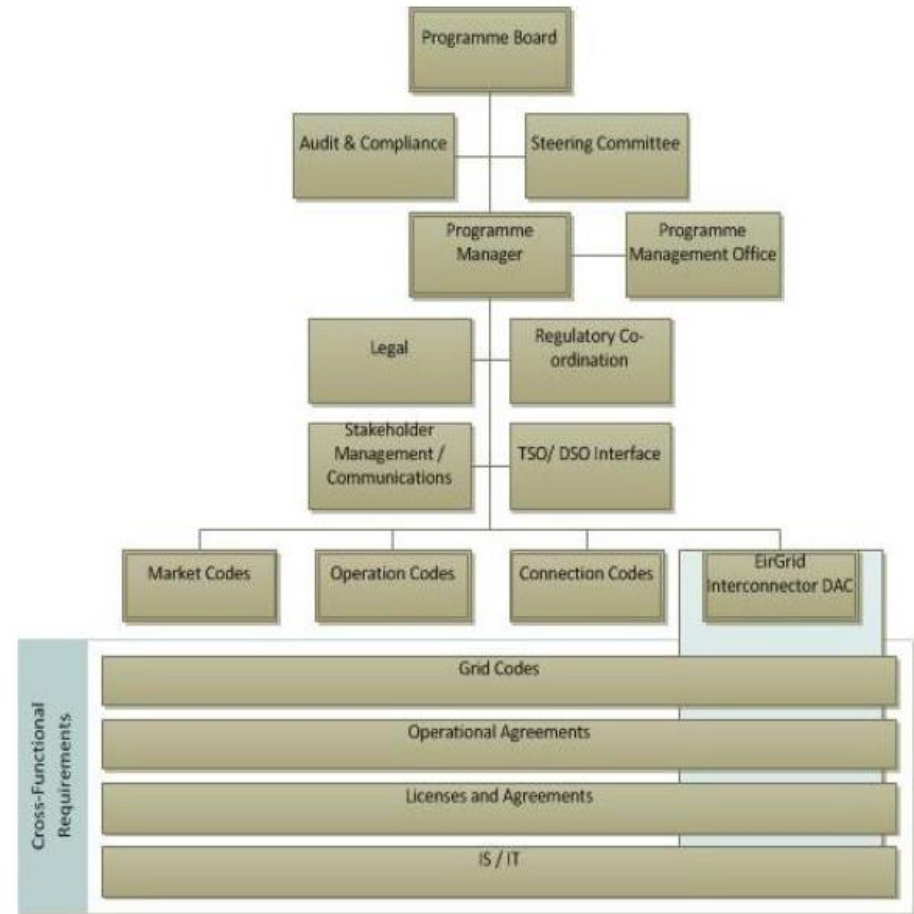 Programme Board
Audit & Compliance
Steering Committee
Programme
Manager
Programme
Management Office
Legal
Regulatory Co-
ordination
Stakeholder
Management /
Communications
TSO/ DSO Interface
Market Codes
Operation Codes
Connection Codes
EirGrid
Interconnector DAC
Cross-Functional
Requirements
Grid Codes
Operational Agreements
Licenses and Agreements
IS / IT